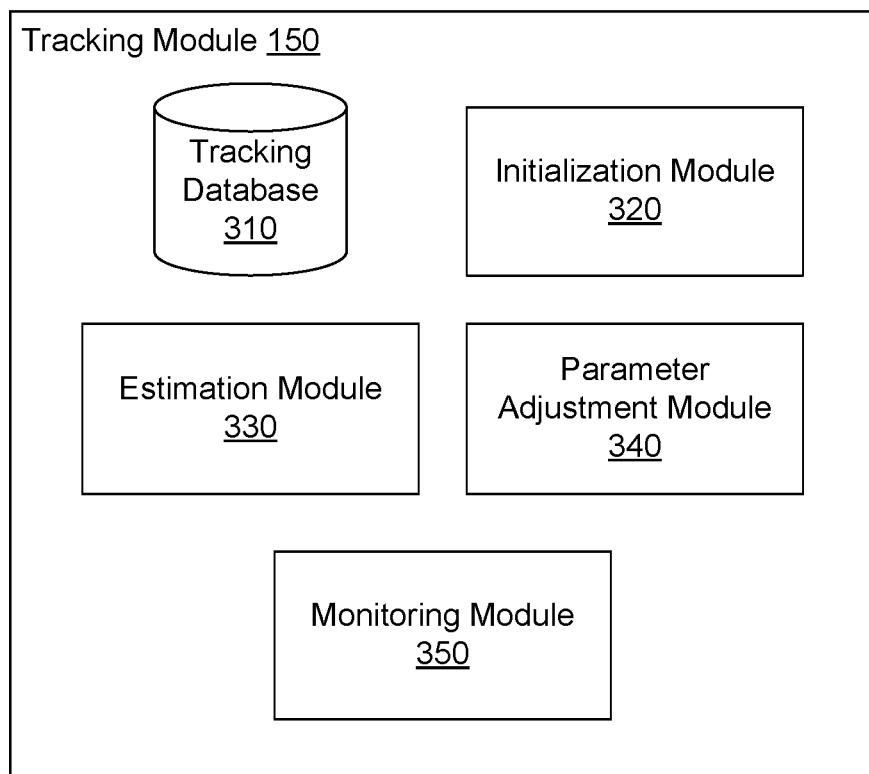 Tracking Module 150
Tracking
Database
310
Initialization Module
320
Estimation Module
330
Parameter
Adjustment Module
340
Monitoring Module
350